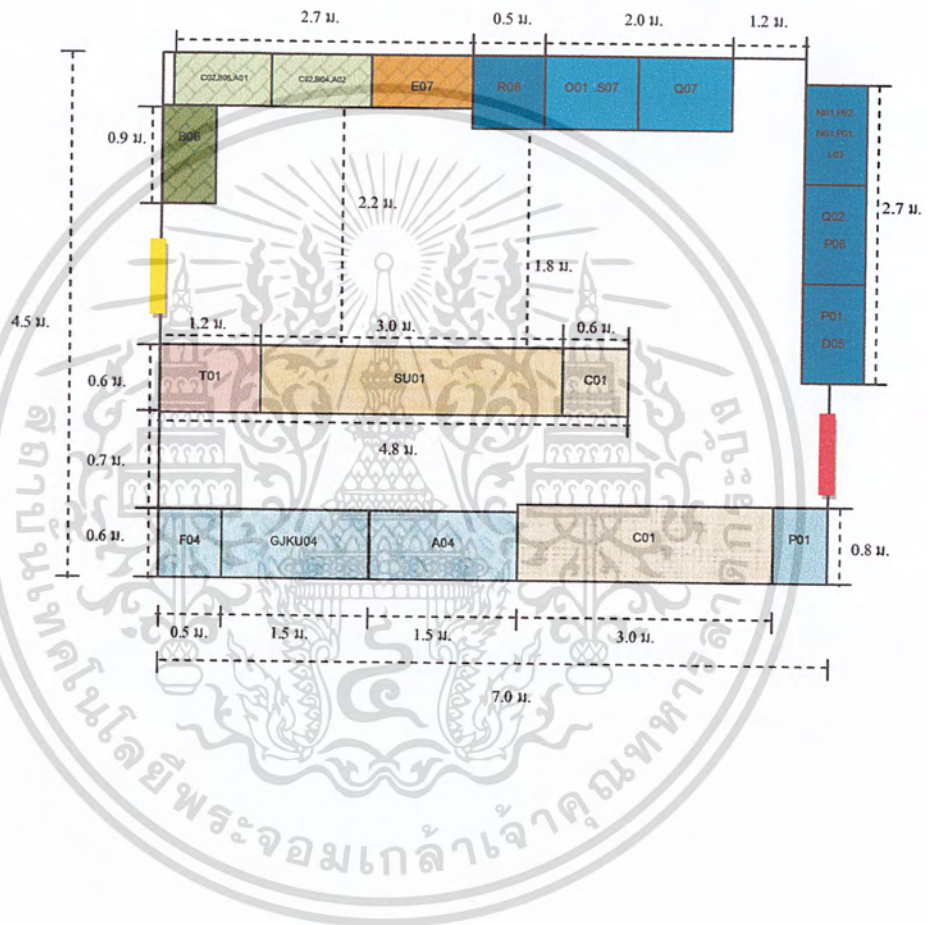 2.7 ม. 0.5 ม. 2.0 ม. 1.2 ม.
C02,B05,A01 C02,B04,A02 E07 R06 O01 ,S07 Q07
N01,P02,
N01,P01,
L03
0.9 ม. B06
2.2 ม. Q02, 2.7 ม.
P06
1.8 ม.
4.5 ม. P01,
D05
1.2 ม. 3.0 ม. 0.6 ม.
0.6 ม. T01 SU01 C01
4.8 ม.
0.7 ม.
0.6 ม. F04 GJKU04 A04 C01 P01 0.8 ม.
0.5 ม. 1.5 ม. 1.5 ม. 3.0 ม.
7.0 ม.
สถาบันเทคโนโลยีพระจอมเกล้าเจ้าคุณทหารลาดกระบัง